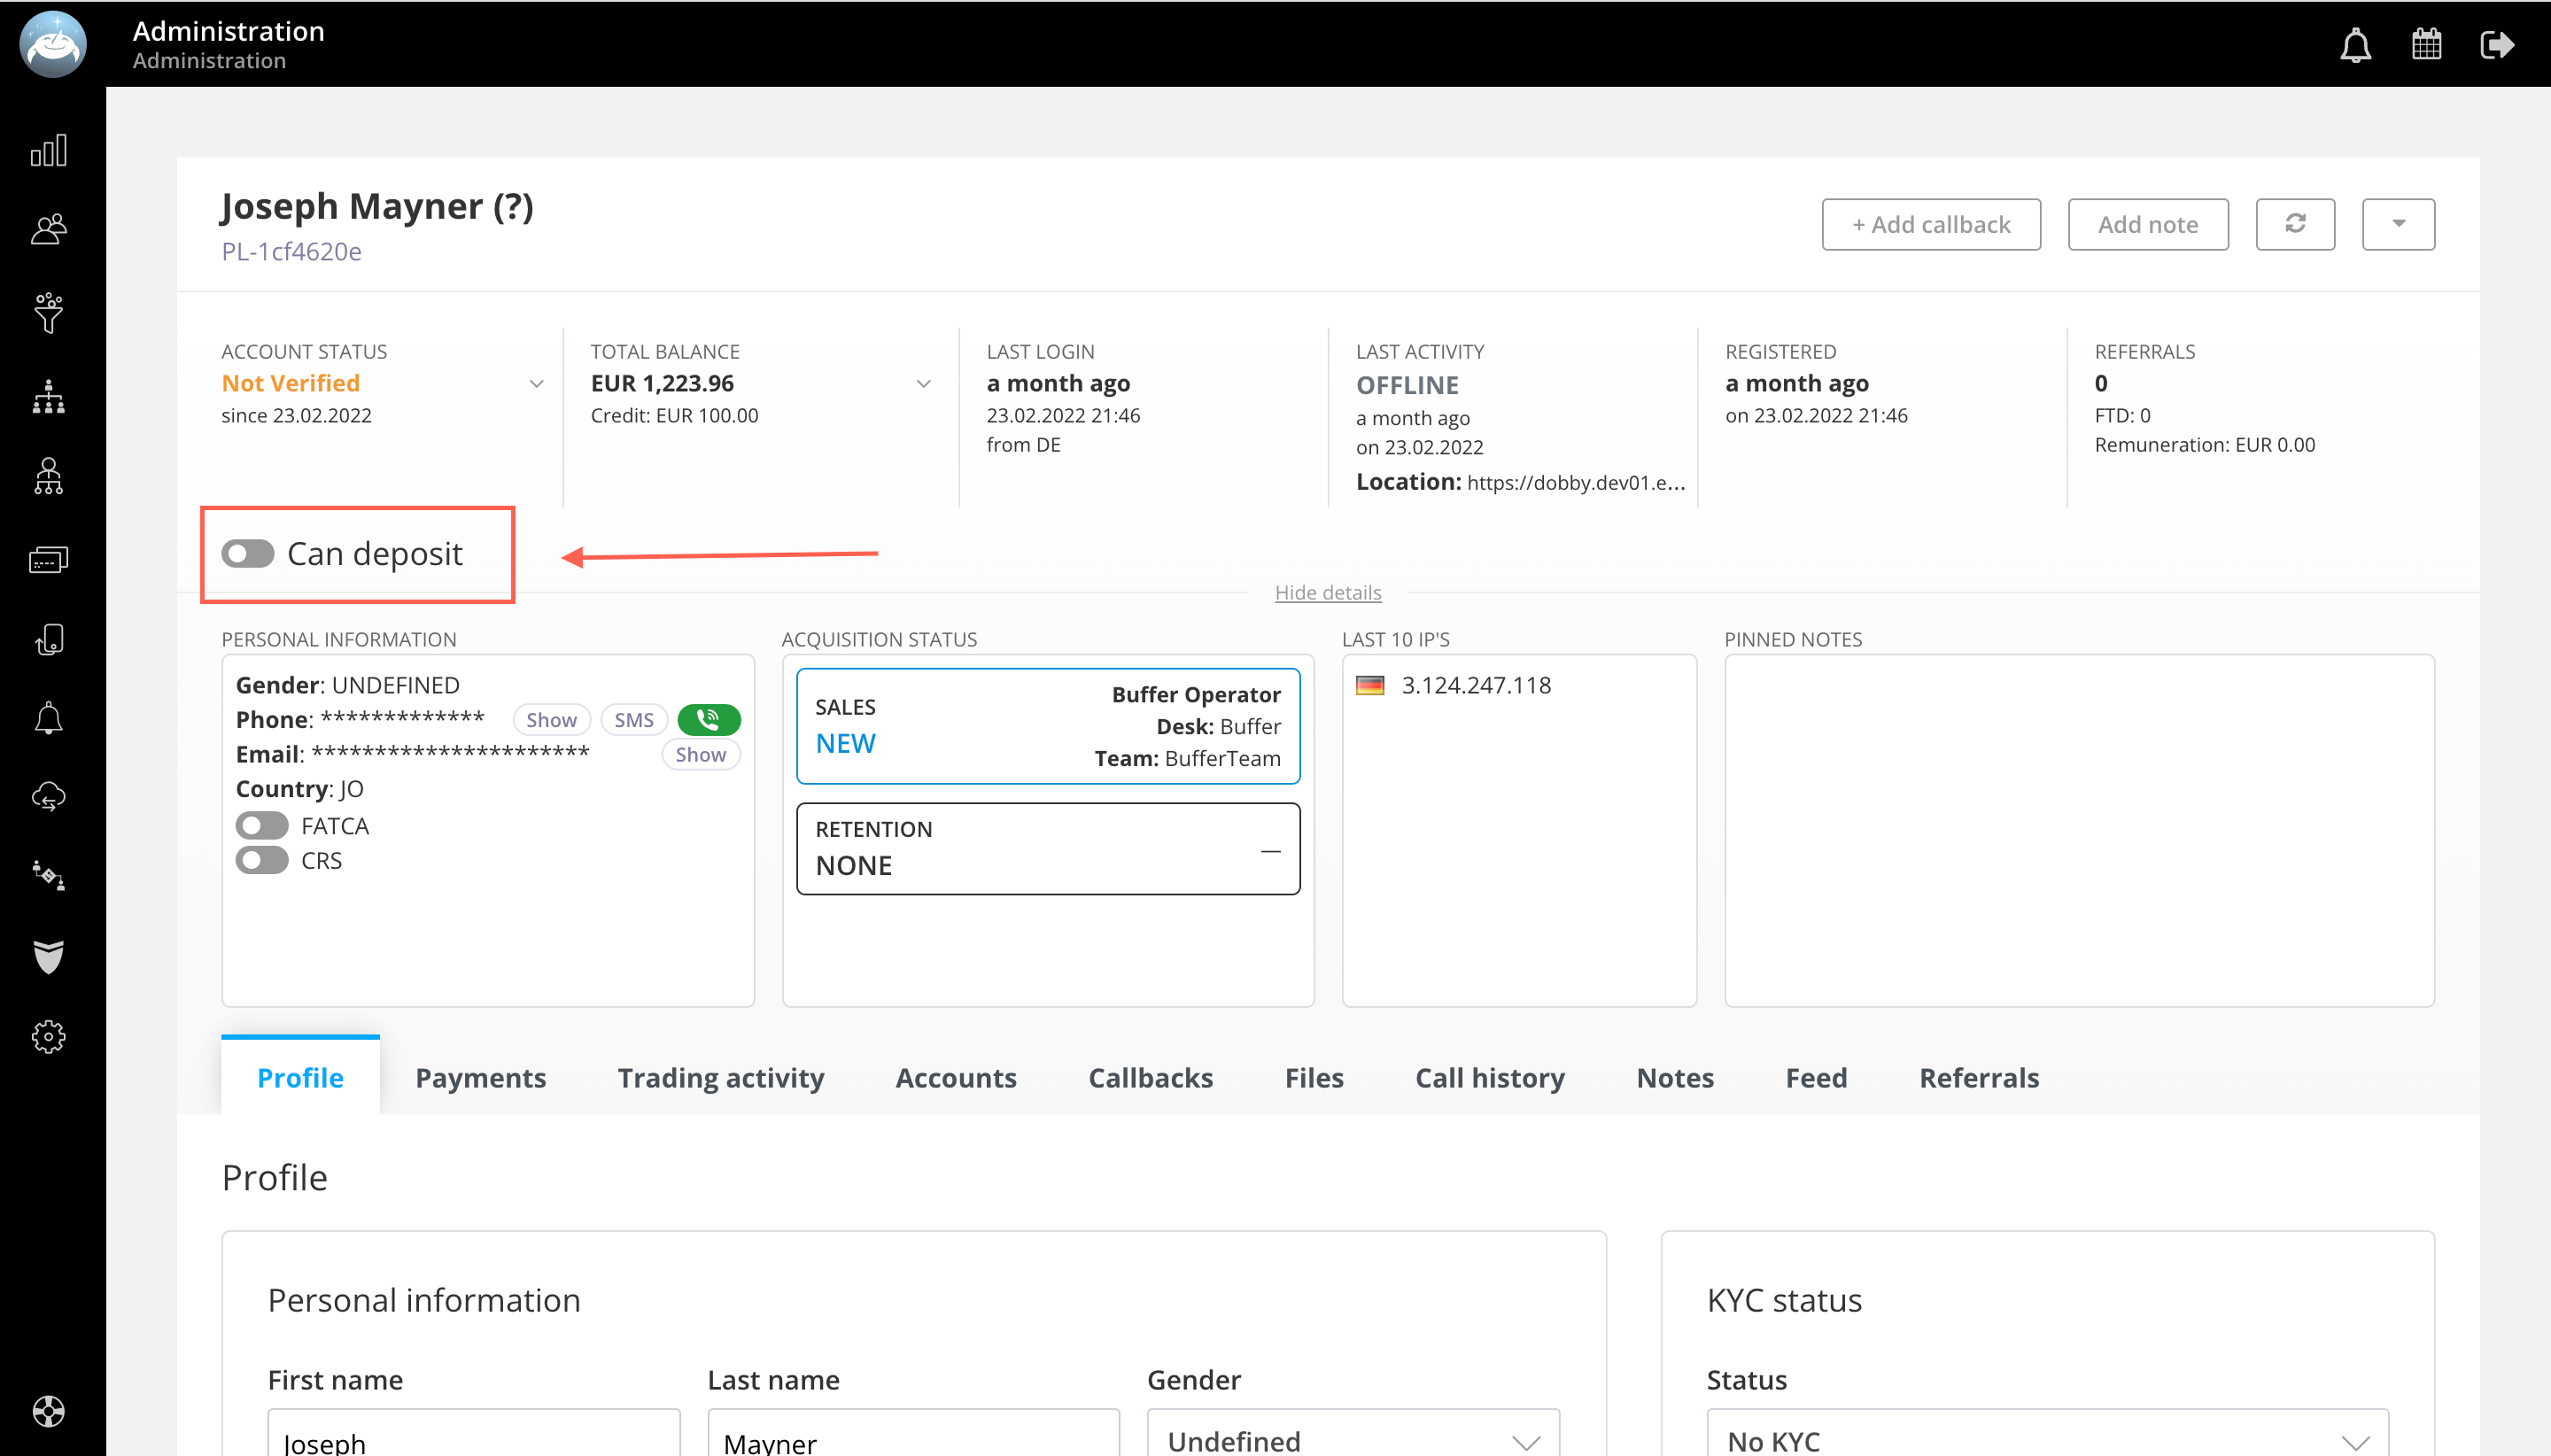 Administration
Administration
Joseph Mayner (?)
PL-1cf4620e
+ Add callback
Add note
ACCOUNT STATUS
Not Verified
since 23.02.2022
TOTAL BALANCE
EUR 1,223.96
Credit: EUR 100.00
LAST LOGIN
a month ago
23.02.2022 21:46
from DE
LAST ACTIVITY
OFFLINE
a month ago
on 23.02.2022
Location: https://dobby.dev01.e...
REGISTERED
a month ago
on 23.02.2022 21:46
REFERRALS
0
FTD: 0
Remuneration: EUR 0.00
Can deposit
Hide details
PERSONAL INFORMATION
Gender: UNDEFINED
Phone: ************* Show SMS
Email: ********************** Show
Country: JO
FATCA
CRS
ACQUISITION STATUS
SALES
NEW
Buffer Operator
Desk: Buffer
Team: BufferTeam
RETENTION
NONE
—
LAST 10 IP'S
3.124.247.118
PINNED NOTES
Profile Payments Trading activity Accounts Callbacks Files Call history Notes Feed Referrals
Profile
Personal information
First name
Joseph
Last name
Mayner
Gender
Undefined
KYC status
Status
No KYC